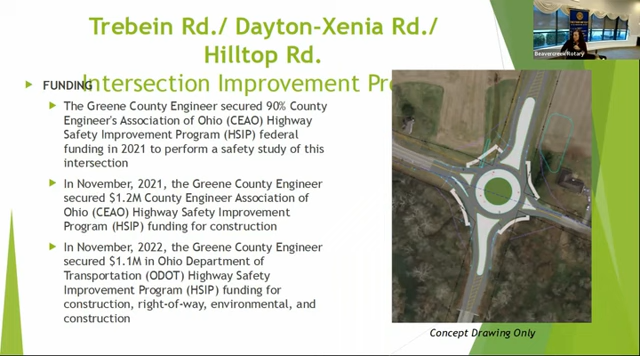 Trebein Rd./ Dayton-Xenia Rd./
Hilltop Rd.
Intersection Improvement Pro
FUNDING
The Greene County Engineer secured 90% County
Engineer's Association of Ohio (CEAO) Highway
Safety Improvement Program (HSIP) federal
funding in 2021 to perform a safety study of this
intersection
In November, 2021, the Greene County Engineer
secured $1.2M County Engineer Association of
Ohio (CEAO) Highway Safety Improvement
Program (HSIP) funding for construction
In November, 2022, the Greene County Engineer
secured $1.1M in Ohio Department of
Transportation (ODOT) Highway Safety
Improvement Program (HSIP) funding for
construction, right-of-way, environmental, and
construction
Concept Drawing Only
Beavercreek Rotary